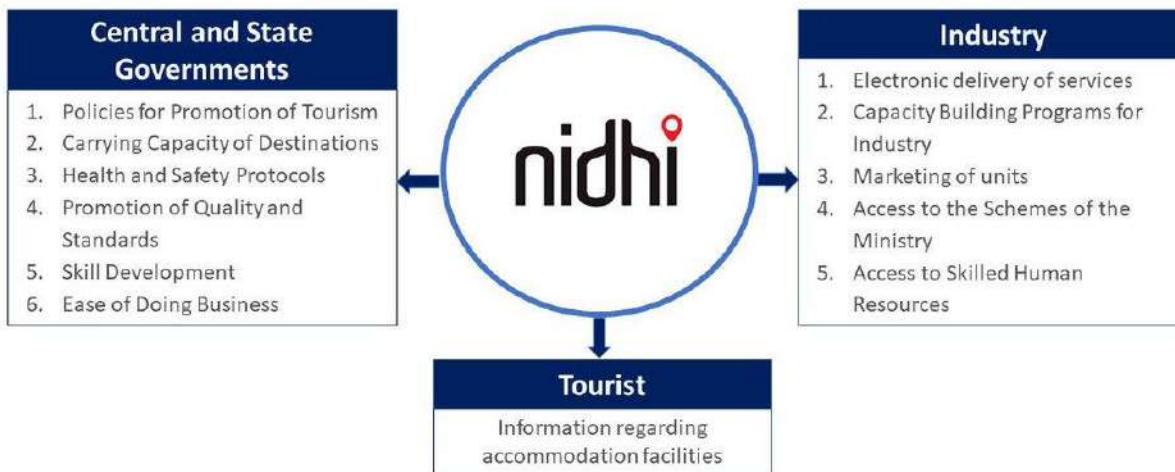 Central and State
Governments
1. Policies for Promotion of Tourism
2. Carrying Capacity of Destinations
3. Health and Safety Protocols
4. Promotion of Quality and
Standards
5. Skill Development
6. Ease of Doing Business
nidhi
Industry
1. Electronic delivery of services
2. Capacity Building Programs for
Industry
3. Marketing of units
4. Access to the Schemes of the
Ministry
5. Access to Skilled Human
Resources
Tourist
Information regarding
accommodation facilities